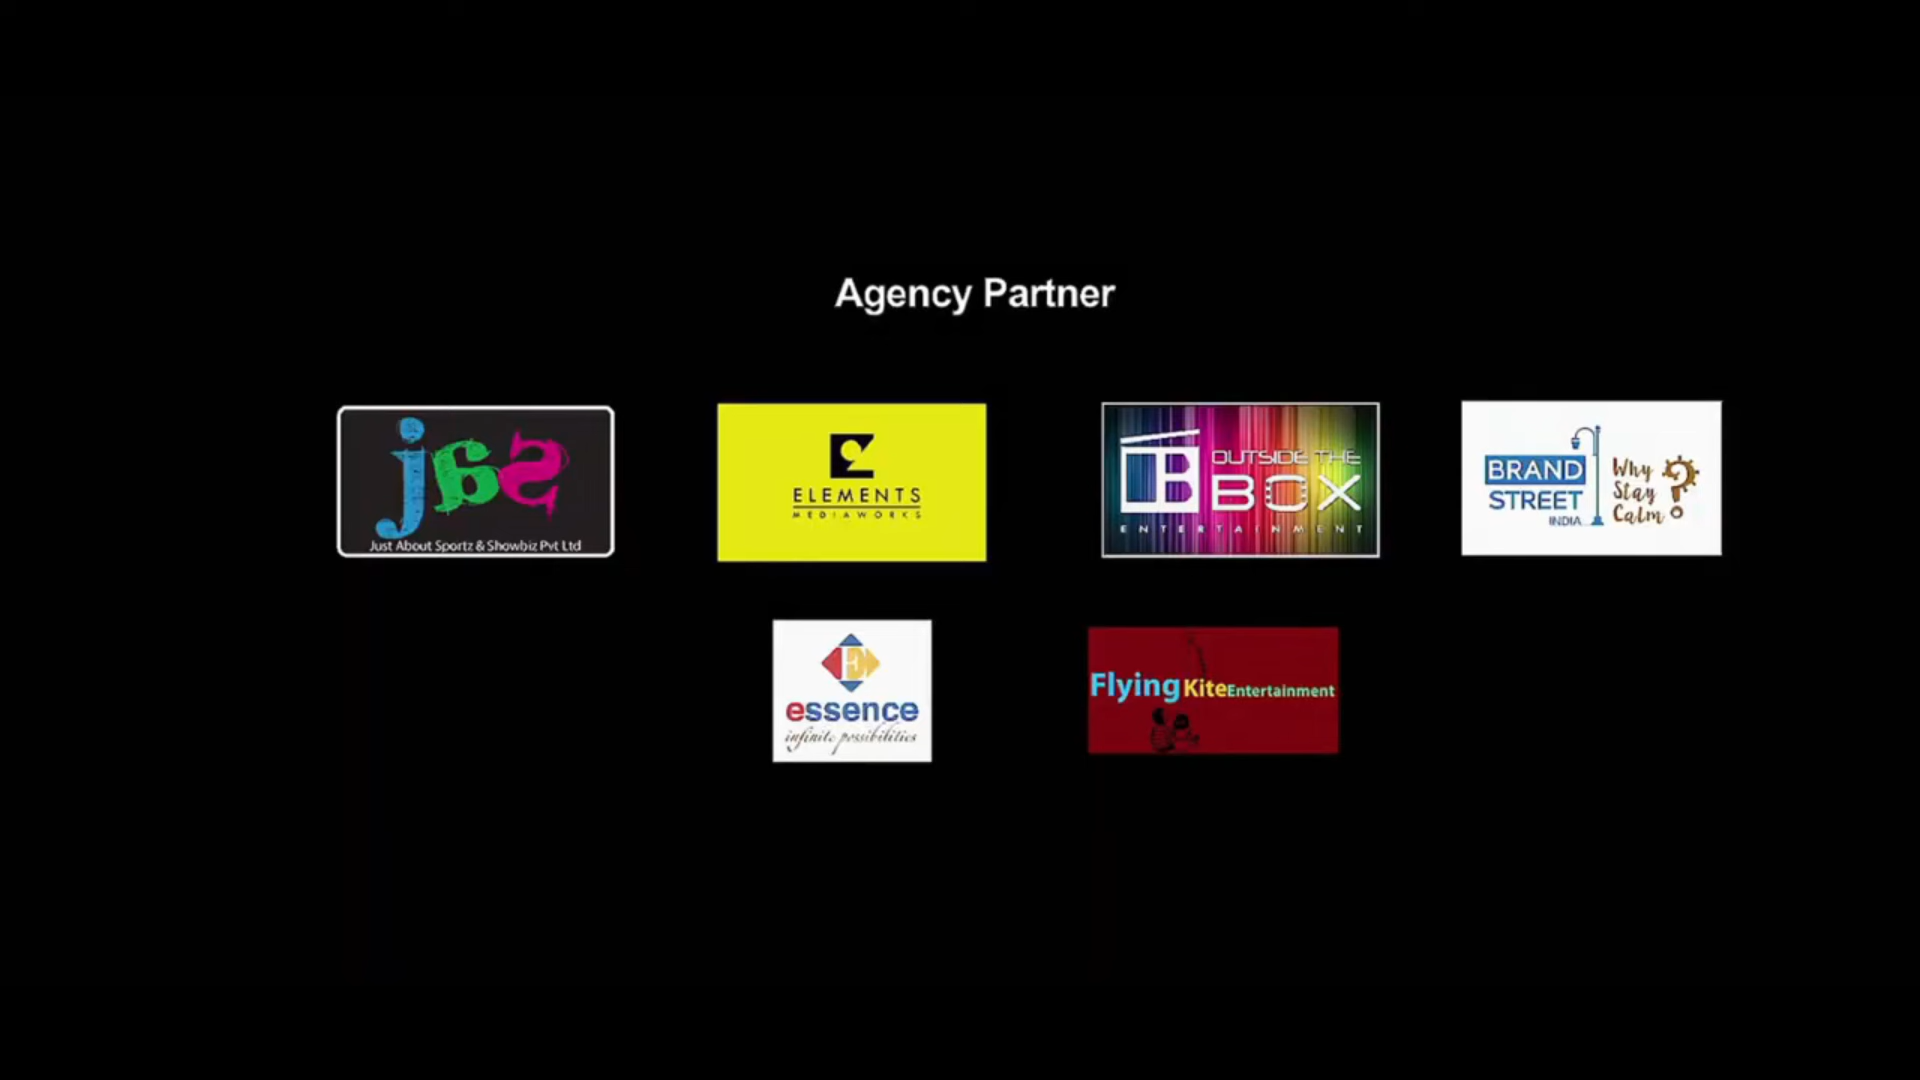 Agency Partner
jas
Just About Sportz & Showbiz Pvt Ltd
ELEMENTS
MEDIAWORKS
OUTSIDE THE
BOX
ENTERTAINMENT
BRAND
STREET
INDIA
Why
Stay
Calm?
E
essence
infinite possibilities
Flying Kite Entertainment